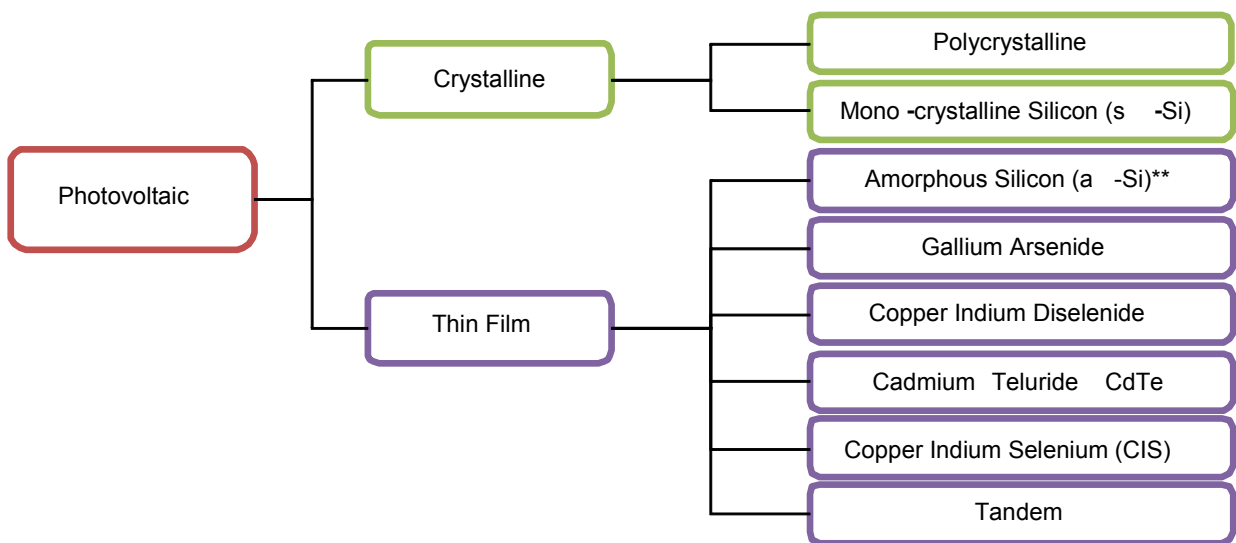 Photovoltaic
Crystalline
Polycrystalline
Mono -crystalline Silicon (s -Si)
Thin Film
Amorphous Silicon (a -Si)**
Gallium Arsenide
Copper Indium Diselenide
Cadmium Teluride CdTe
Copper Indium Selenium (CIS)
Tandem